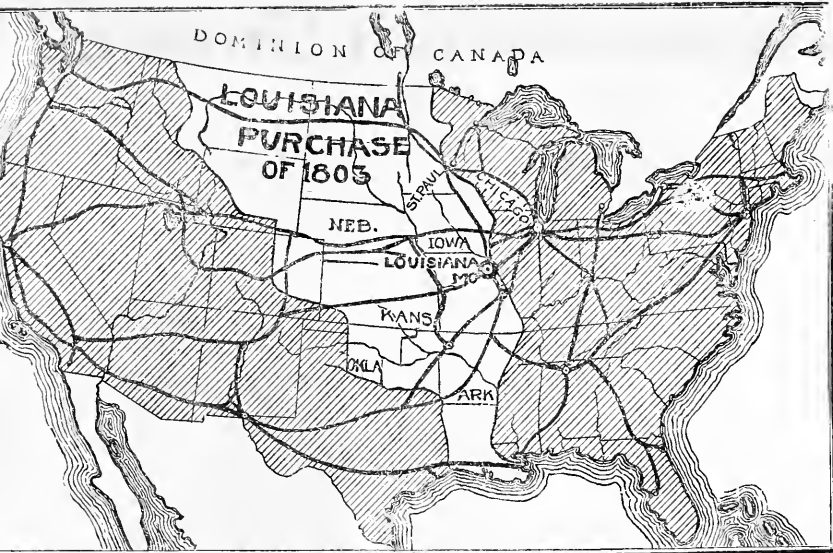 DOMINION OF CANADA
LOUISIANA
PURCHASE
OF 1803
ST. PAUL
CHICAGO
NEB.
IOWA
LOUISIANA
MO
KANS.
OKLA
ARK